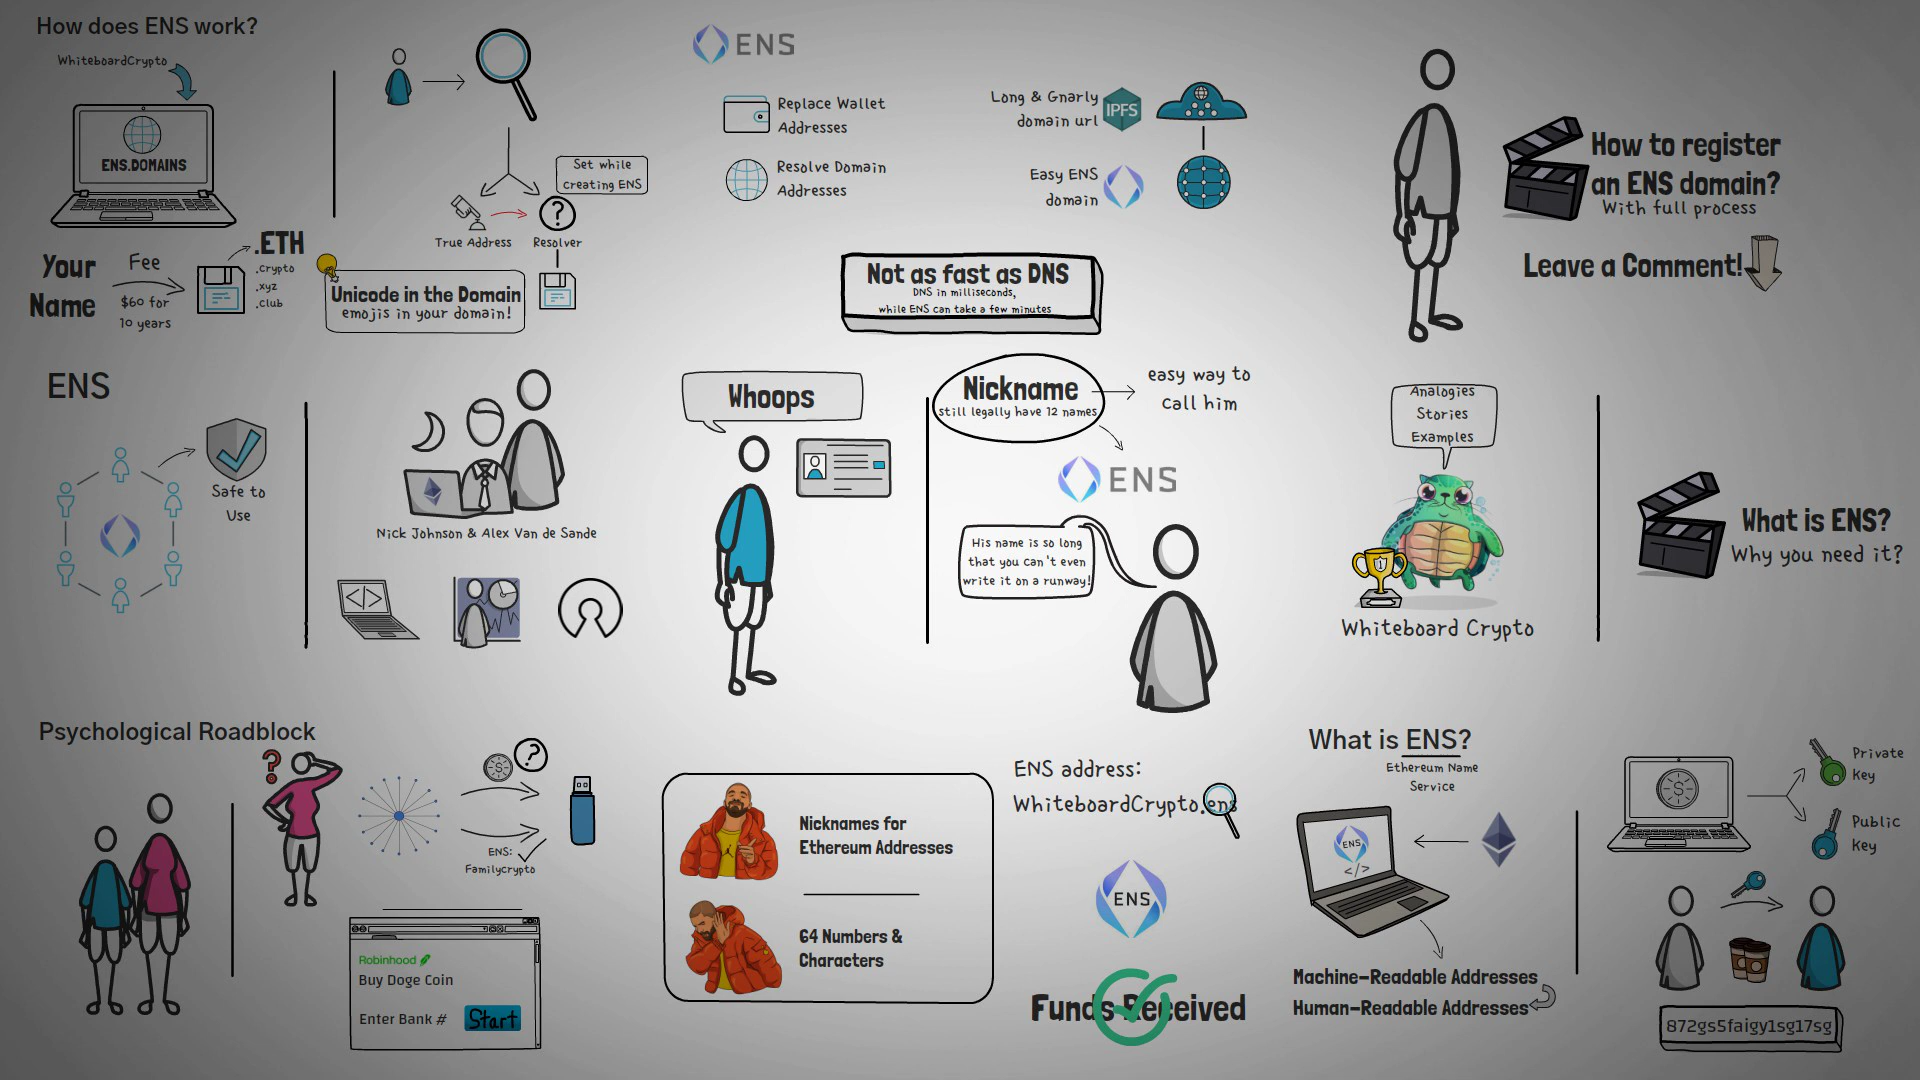 How does ENS work?
WhiteboardCrypto
ENS.DOMAINS
Your
Name
Fee
$60 for
10 years
.ETH
.crypto
.xyz
.club
Set while
creating ENS
True Address
Resolver
Unicode in the Domain
emojis in your domain!
ENS
Replace Wallet
Addresses
Resolve Domain
Addresses
Long & Gnarly
domain url
IPFS
Easy ENS
domain
Not as fast as DNS
DNS in milliseconds,
while ENS can take a few minutes
How to register
an ENS domain?
With full process
Leave a Comment!
ENS
Safe to
Use
Nick Johnson & Alex Van de Sande
</>
Whoops
Nickname
still legally have 12 names
easy way to
call him
ENS
His name is so long
that you can't even
write it on a runway!
Analogies
Stories
Examples
1
Whiteboard Crypto
What is ENS?
Why you need it?
Psychological Roadblock
?
$
?
ENS:
Familycrypto
Robinhood
Buy Doge Coin
Enter Bank #
Start
Nicknames for
Ethereum Addresses
64 Numbers &
Characters
ENS address:
WhiteboardCrypto.ens
ENS
Funds Received
What is ENS?
Ethereum Name
Service
ENS
</>
Machine-Readable Addresses
Human-Readable Addresses
$
Private
Key
Public
Key
872gs5faigy1sg17sg